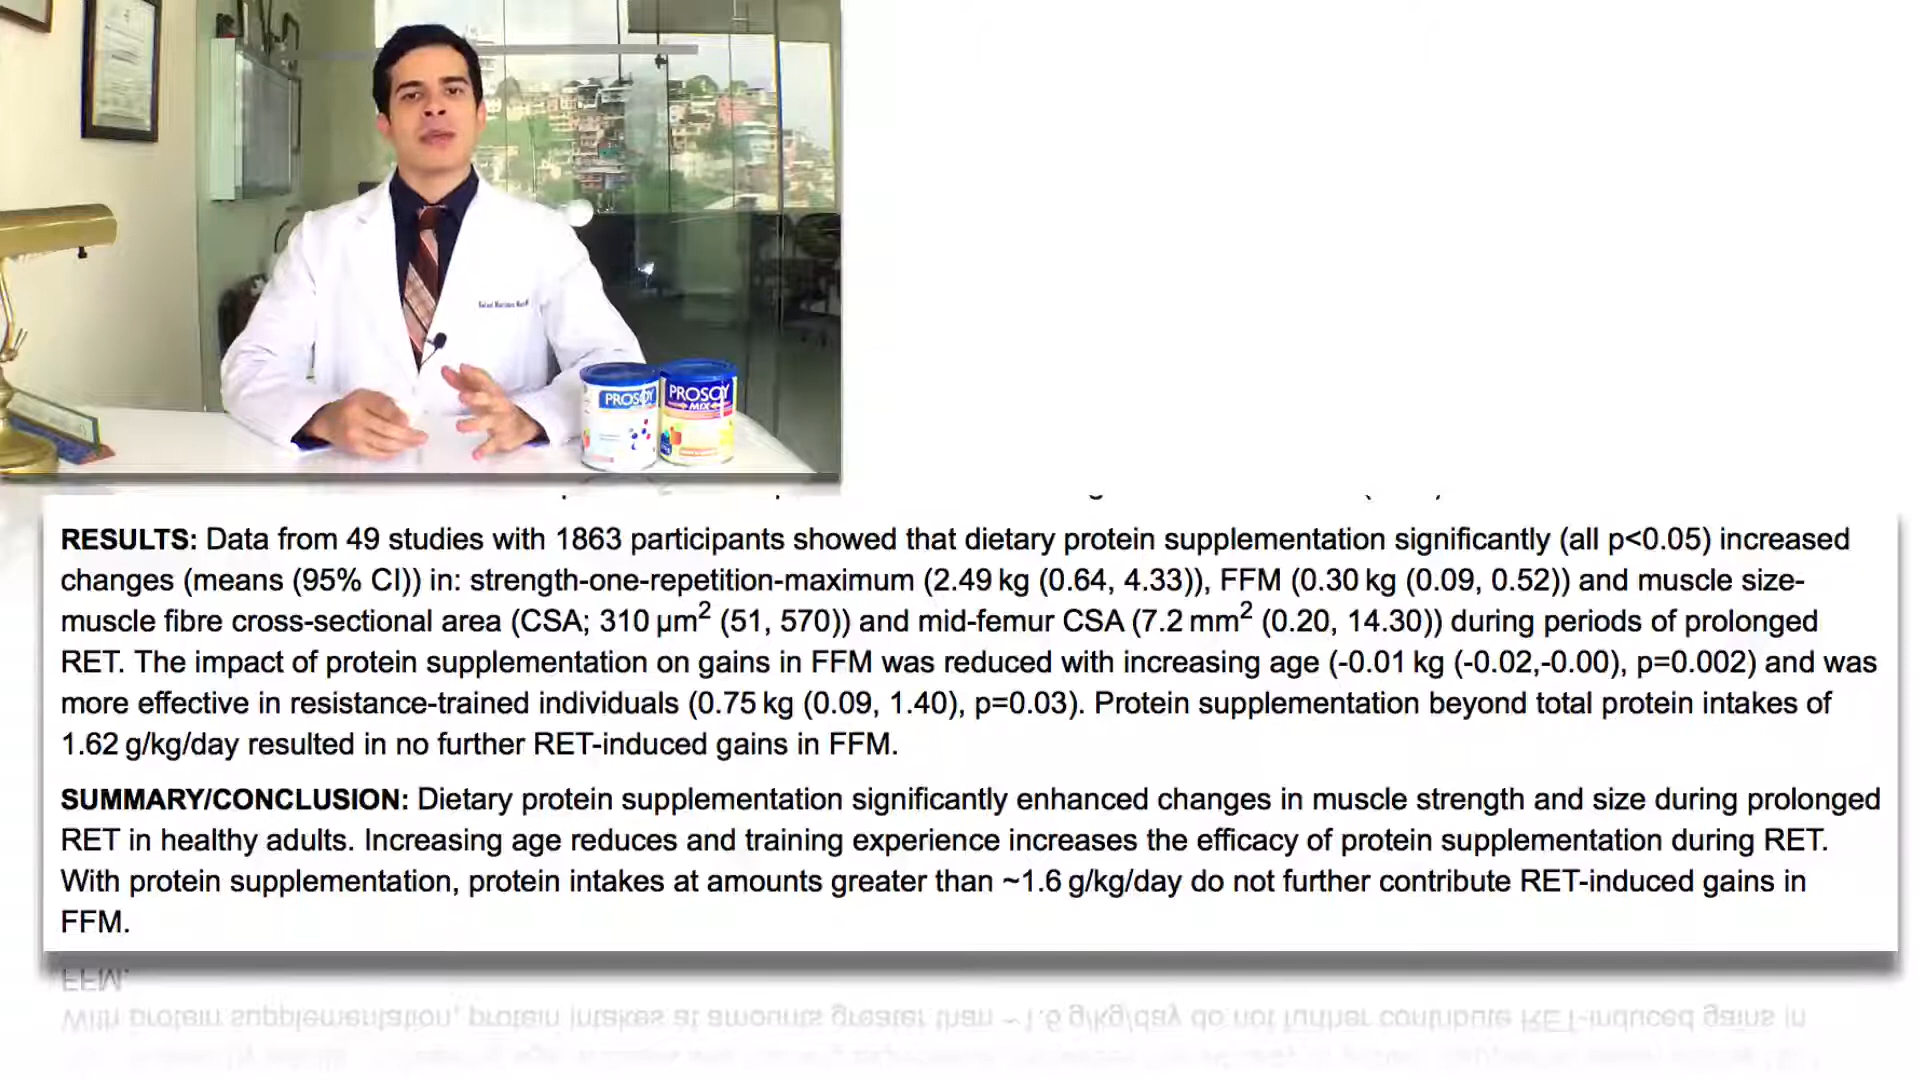 PROSOY
PROSOY
MIX
RESULTS: Data from 49 studies with 1863 participants showed that dietary protein supplementation significantly (all p<0.05) increased
changes (means (95% CI)) in: strength-one-repetition-maximum (2.49 kg (0.64, 4.33)), FFM (0.30 kg (0.09, 0.52)) and muscle size-
muscle fibre cross-sectional area (CSA; 310 µm² (51, 570)) and mid-femur CSA (7.2 mm² (0.20, 14.30)) during periods of prolonged
RET. The impact of protein supplementation on gains in FFM was reduced with increasing age (-0.01 kg (-0.02,-0.00), p=0.002) and was
more effective in resistance-trained individuals (0.75 kg (0.09, 1.40), p=0.03). Protein supplementation beyond total protein intakes of
1.62 g/kg/day resulted in no further RET-induced gains in FFM.
SUMMARY/CONCLUSION: Dietary protein supplementation significantly enhanced changes in muscle strength and size during prolonged
RET in healthy adults. Increasing age reduces and training experience increases the efficacy of protein supplementation during RET.
With protein supplementation, protein intakes at amounts greater than ~1.6 g/kg/day do not further contribute RET-induced gains in
FFM.